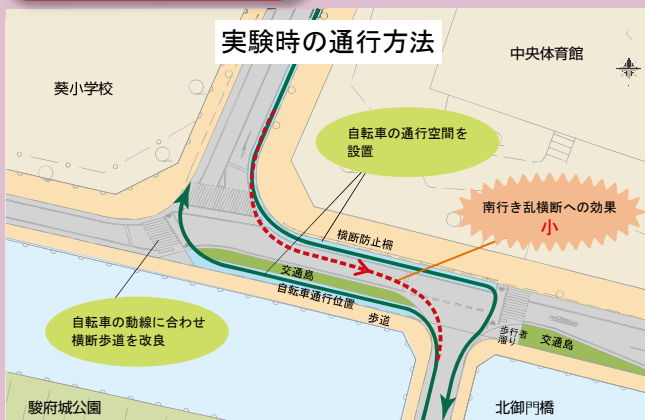 実験時の通行方法
中央体育館
葵小学校
自転車の通行空間を
設置
南行き乱横断への効果
小
横断防止柵
交通島
自転車通行位置
歩道
歩行者
溜り
交通島
自転車の動線に合わせ
横断歩道を改良
駿府城公園
北御門橋